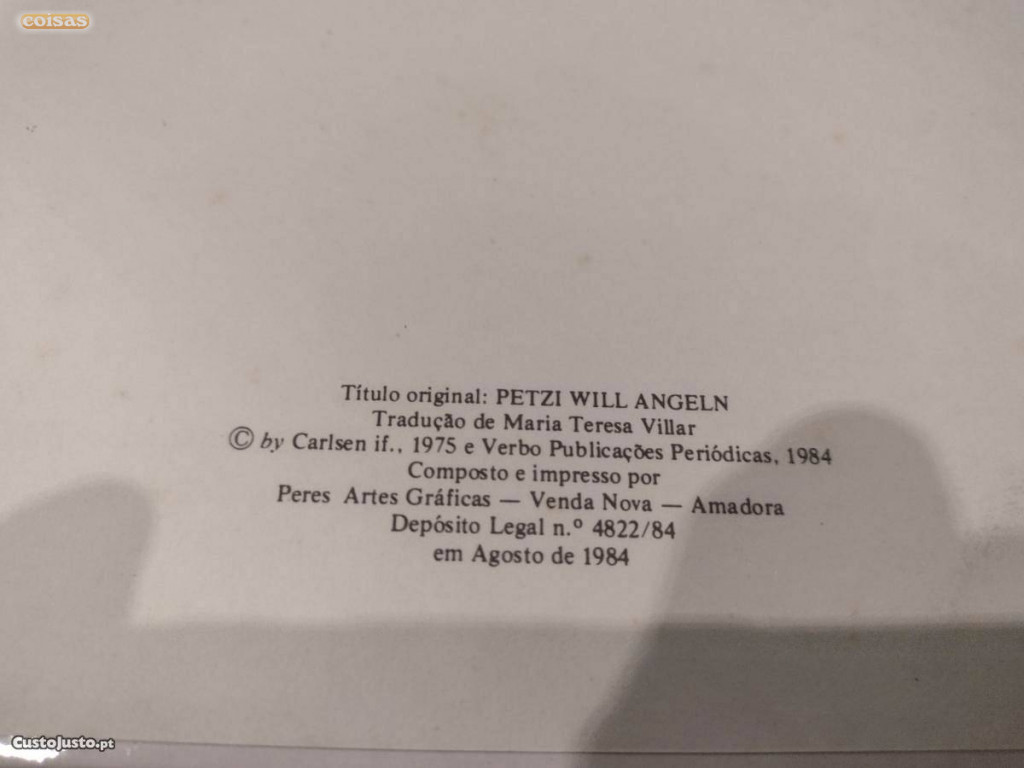 coisas
Título original: PETZI WILL ANGELN
Tradução de Maria Teresa Villar
© by Carlsen if., 1975 e Verbo Publicações Periódicas, 1984
Composto e impresso por
Peres Artes Gráficas — Venda Nova — Amadora
Depósito Legal n.º 4822/84
em Agosto de 1984
CustoJusto.pt